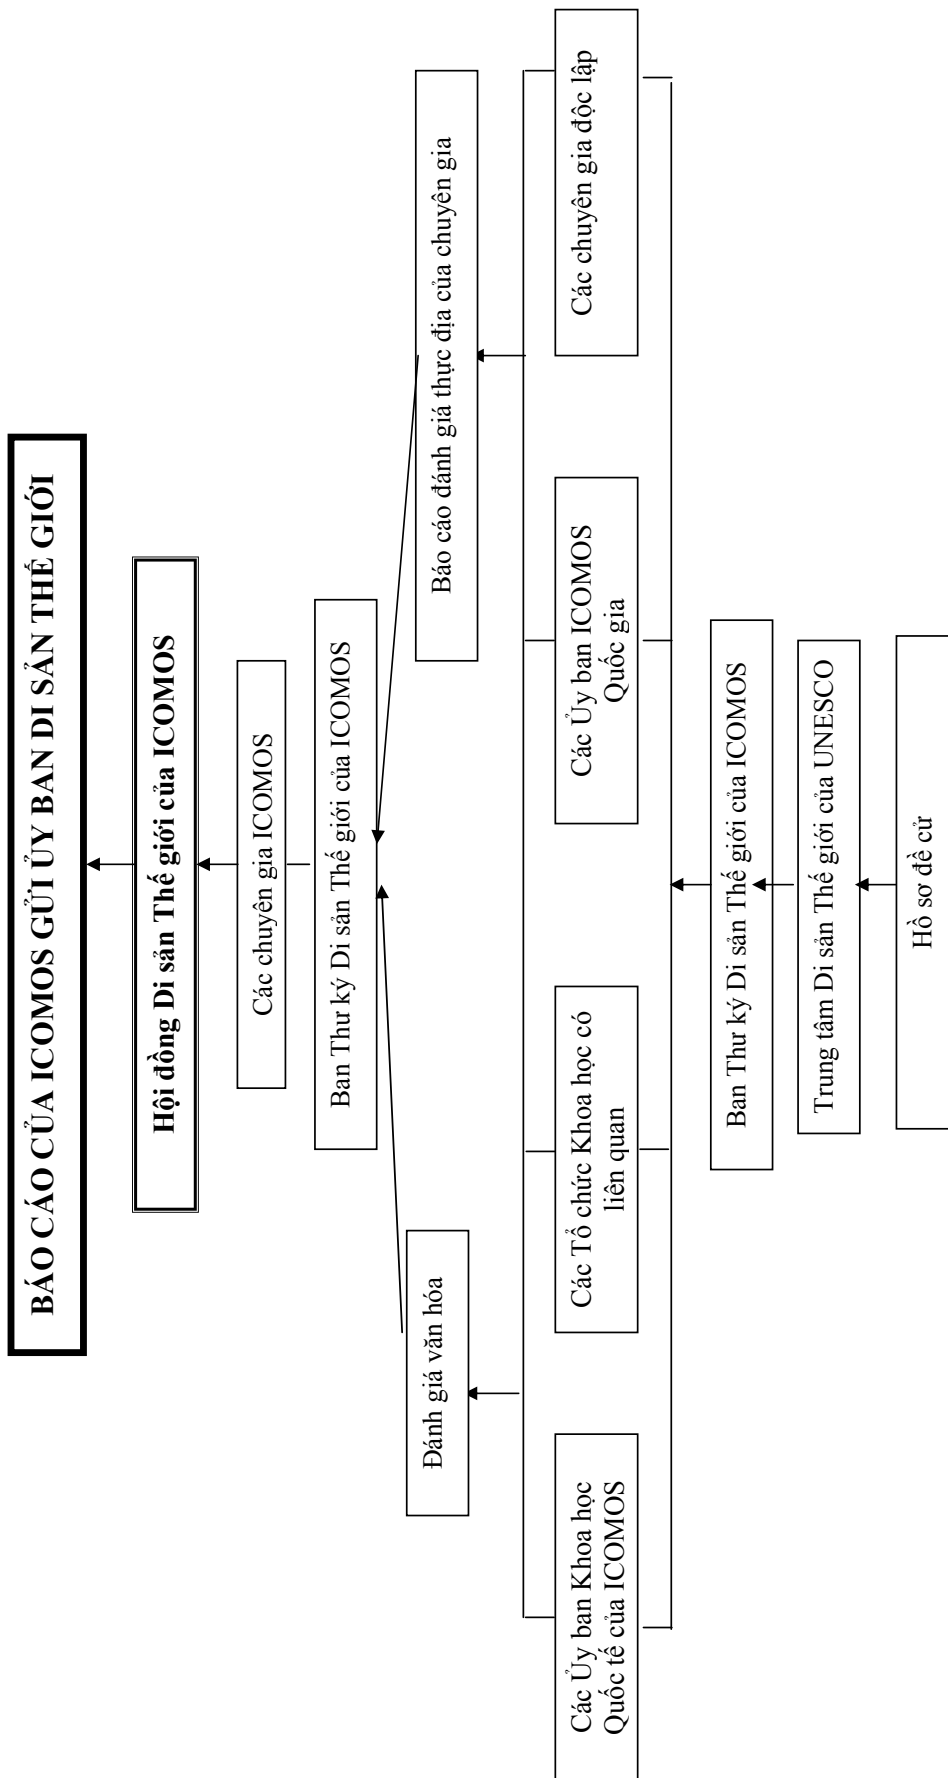 BÁO CÁO CỦA ICOMOS GỬI ỦY BAN DI SẢN THẾ GIỚI
Hội đồng Di sản Thế giới của ICOMOS
Các chuyên gia ICOMOS
Ban Thư ký Di sản Thế giới của ICOMOS
Đánh giá văn hóa
Báo cáo đánh giá thực địa của chuyên gia
Các Ủy ban Khoa học
Quốc tế của ICOMOS
Các Tổ chức Khoa học có
liên quan
Các Ủy ban ICOMOS
Quốc gia
Các chuyên gia độc lập
Ban Thư ký Di sản Thế giới của ICOMOS
Trung tâm Di sản Thế giới của UNESCO
Hồ sơ đề cử